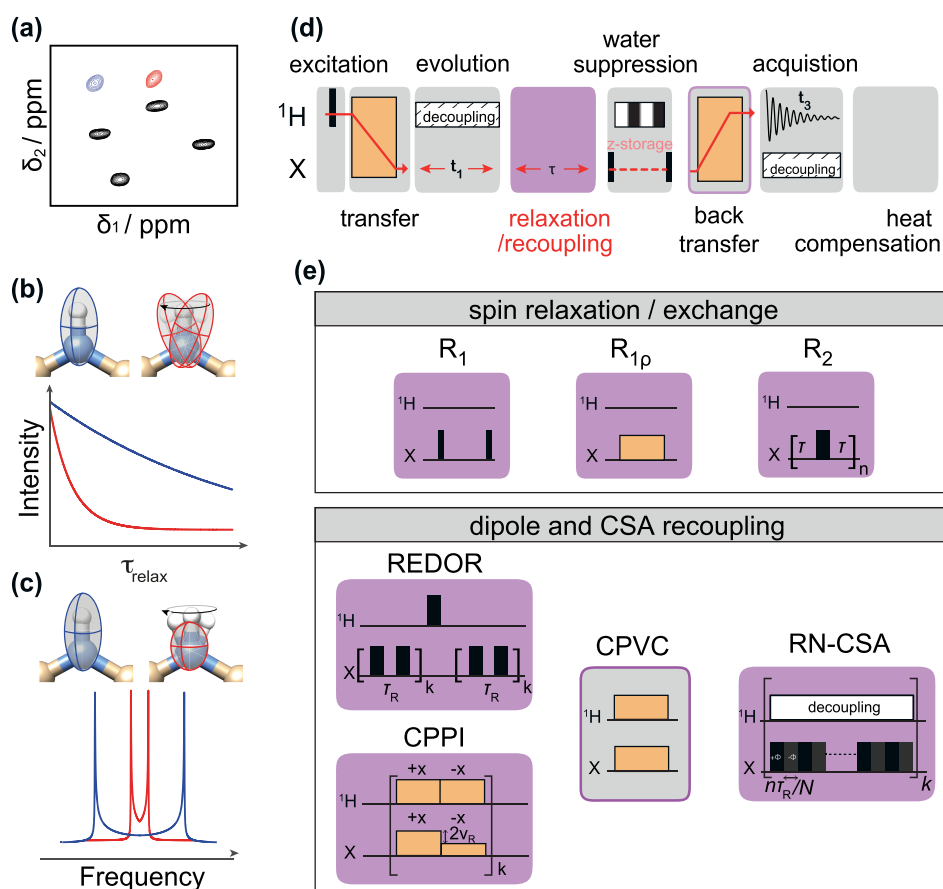 (a)
δ2 / ppm
δ1 / ppm
(b)
Intensity
τrelax
(c)
Frequency
(d)
excitation
evolution
water
suppression
acquistion
1H
X
decoupling
t1
τ
z-storage
t3
decoupling
transfer
relaxation
/recoupling
back
transfer
heat
compensation
(e)
spin relaxation / exchange
R1
R1ρ
R2
1H
X
1H
X
1H
X [ τ τ ]n
dipole and CSA recoupling
REDOR
1H
X [ ]k [ ]k
τR τR
CPPI
+x -x
1H
+x -x
2vR
X
k
CPVC
1H
X
RN-CSA
decoupling
1H
+Φ -Φ
X
nτR/N
k